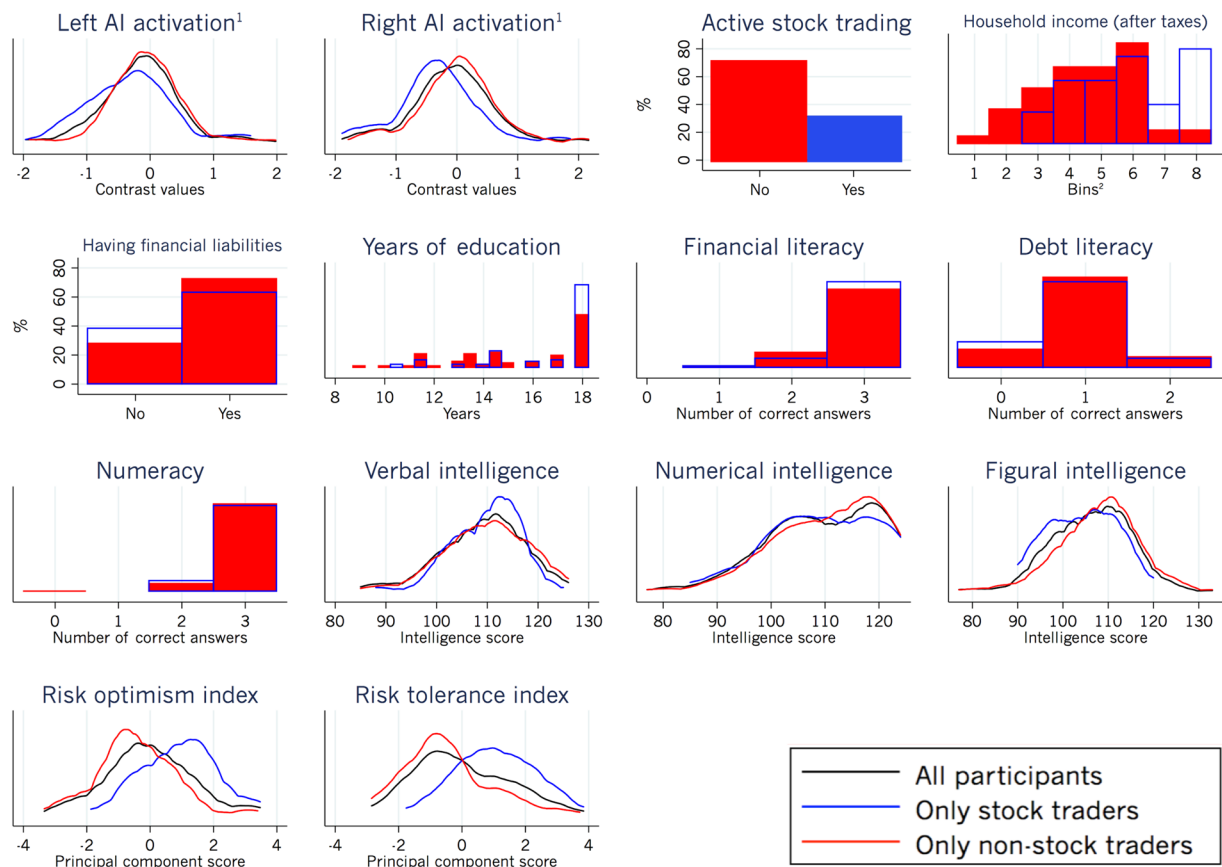 Left AI activation¹
-2 -1 0 1 2
Contrast values
Right AI activation¹
-2 -1 0 1 2
Contrast values
Active stock trading
80
60
40
20
0
%
No Yes
Household income (after taxes)
1 2 3 4 5 6 7 8
Bins²
Having financial liabilities
80
60
40
20
0
%
No Yes
Years of education
8 10 12 14 16 18
Years
Financial literacy
0 1 2 3
Number of correct answers
Debt literacy
0 1 2
Number of correct answers
Numeracy
0 1 2 3
Number of correct answers
Verbal intelligence
80 90 100 110 120 130
Intelligence score
Numerical intelligence
80 90 100 110 120
Intelligence score
Figural intelligence
80 90 100 110 120 130
Intelligence score
Risk optimism index
-4 -2 0 2 4
Principal component score
Risk tolerance index
-4 -2 0 2 4
Principal component score
All participants
Only stock traders
Only non-stock traders